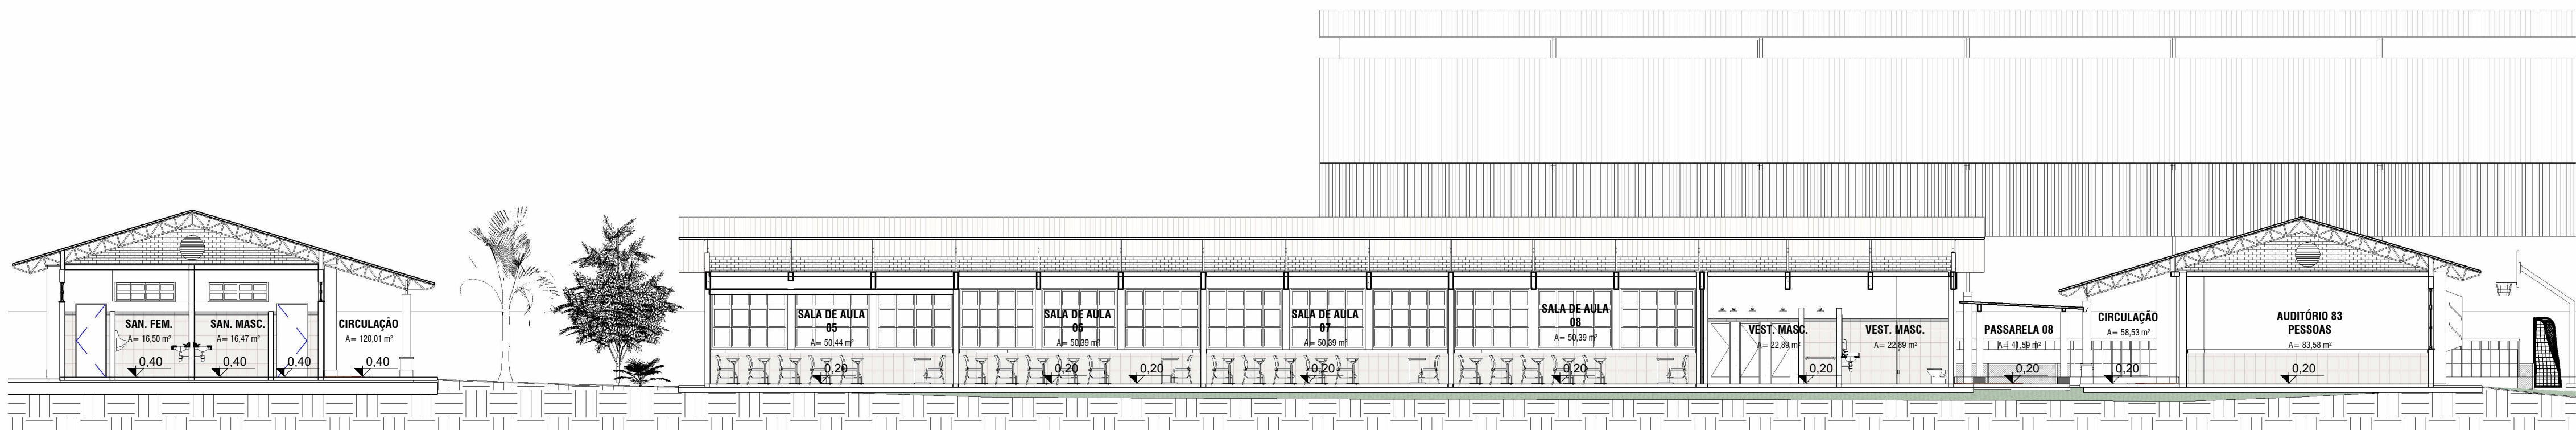 SAN. FEM.
A= 16,50 m²
0,40
SAN. MASC.
A= 16,47 m²
0,40
0,40
CIRCULAÇÃO
A= 120,01 m²
0,40
SALA DE AULA
05
A= 50,44 m²
0,20
SALA DE AULA
06
A= 50,39 m²
0,20
0,20
SALA DE AULA
07
A= 50,39 m²
0,20
SALA DE AULA
08
A= 50,39 m²
0,20
VEST. MASC.
A= 22,89 m²
0,20
VEST. MASC.
A= 22,89 m²
PASSARELA 08
A= 41,59 m²
0,20
CIRCULAÇÃO
A= 58,53 m²
0,20
AUDITÓRIO 83
PESSOAS
A= 83,58 m²
0,20